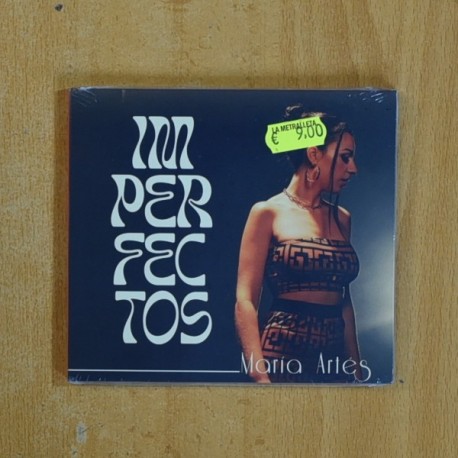 IM
PER
FEC
TOS
LA METRALLETA
€ 9,00
María Artés